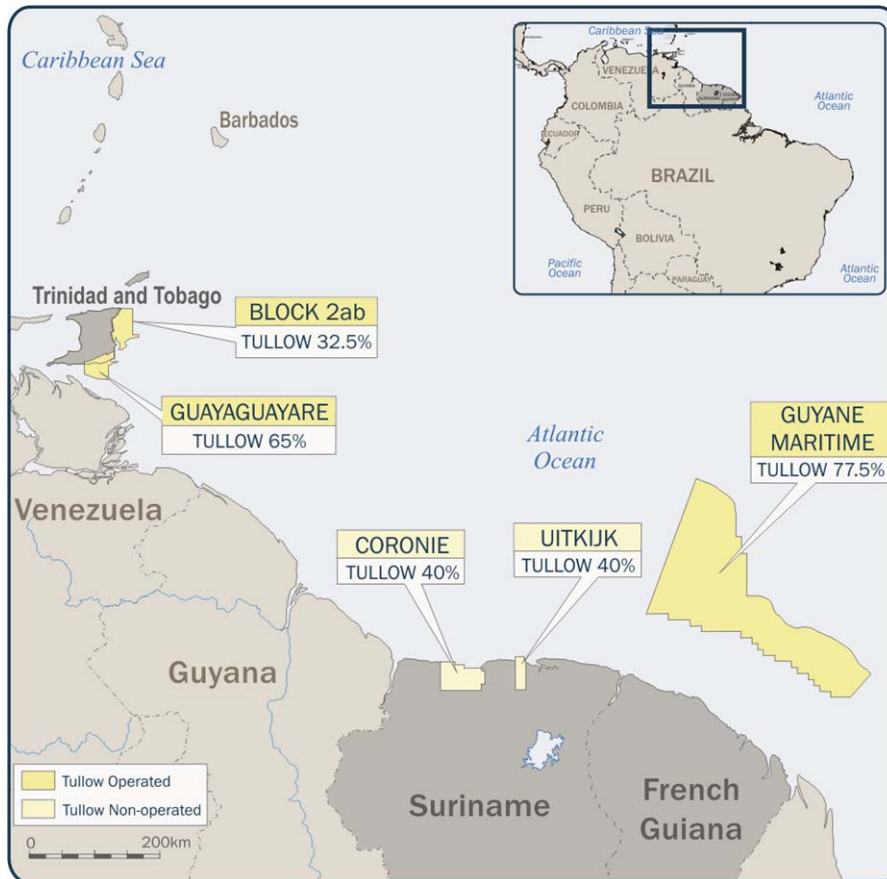 Caribbean Sea
Barbados
Trinidad and Tobago
BLOCK 2ab
TULLOW 32.5%
GUAYAGUAYARE
TULLOW 65%
Atlantic
Ocean
GUYANE
MARITIME
TULLOW 77.5%
Venezuela
CORONIE
TULLOW 40%
UITKIJK
TULLOW 40%
Guyana
Suriname
French
Guiana
Tullow Operated
Tullow Non-operated
0 200km
Caribbean Sea
VENEZUELA
GUYANA
COLOMBIA
Atlantic
Ocean
ECUADOR
BRAZIL
PERU
BOLIVIA
Pacific
Ocean
PARAGUAY
Atlantic
Ocean